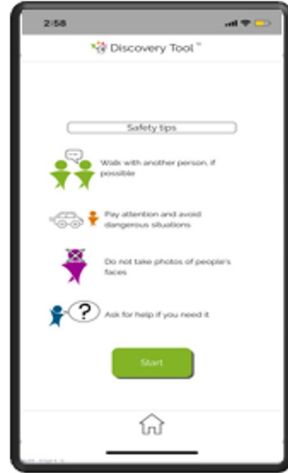 2:58
Discovery Tool™
Safety tips
Walk with another person, if
possible
Pay attention and avoid
dangerous situations
Do not take photos of people's
faces
?
Ask for help if you need it
Start